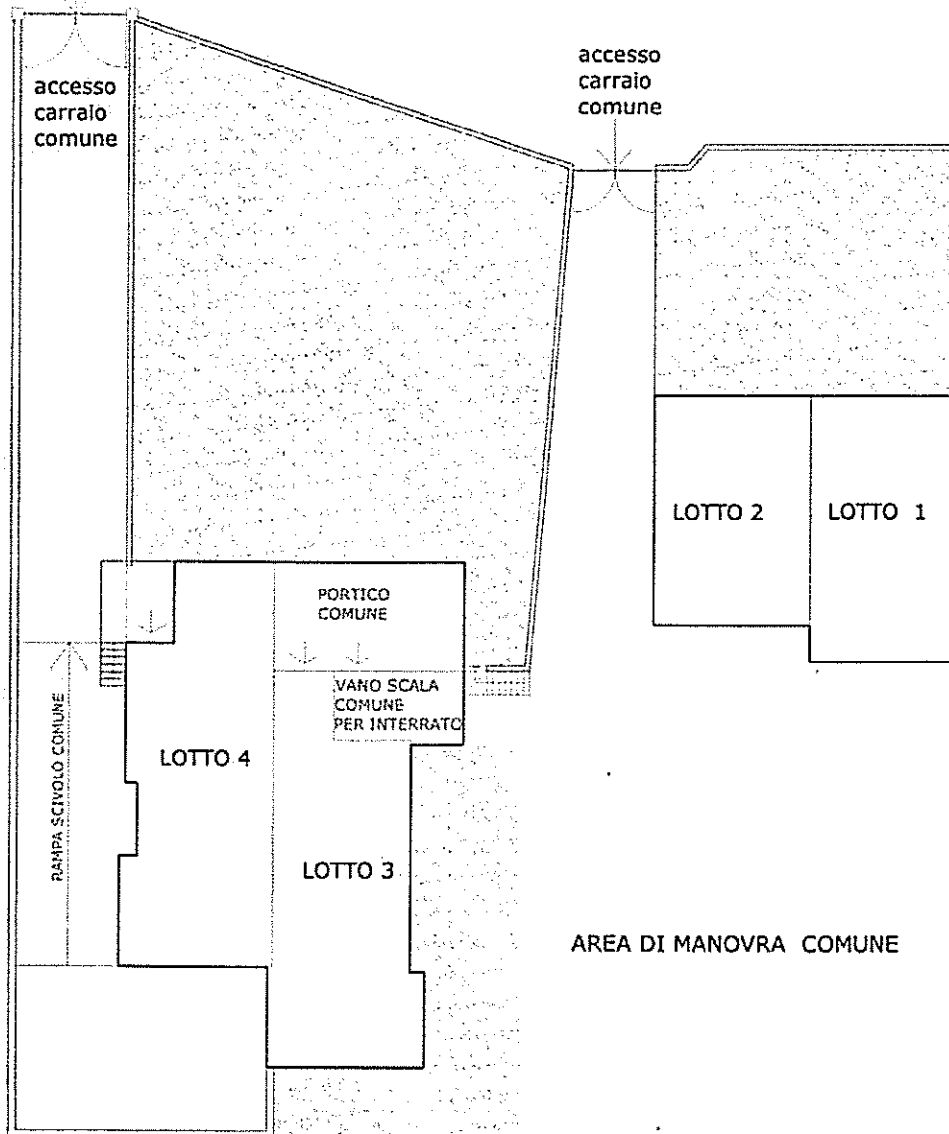 accesso
carraio
comune
accesso
carraio
comune
LOTTO 2
LOTTO 1
PORTICO
COMUNE
VANO SCALA
COMUNE
PER INTERRATO
RAMPA SCIVOLO COMUNE
LOTTO 4
LOTTO 3
AREA DI MANOVRA COMUNE